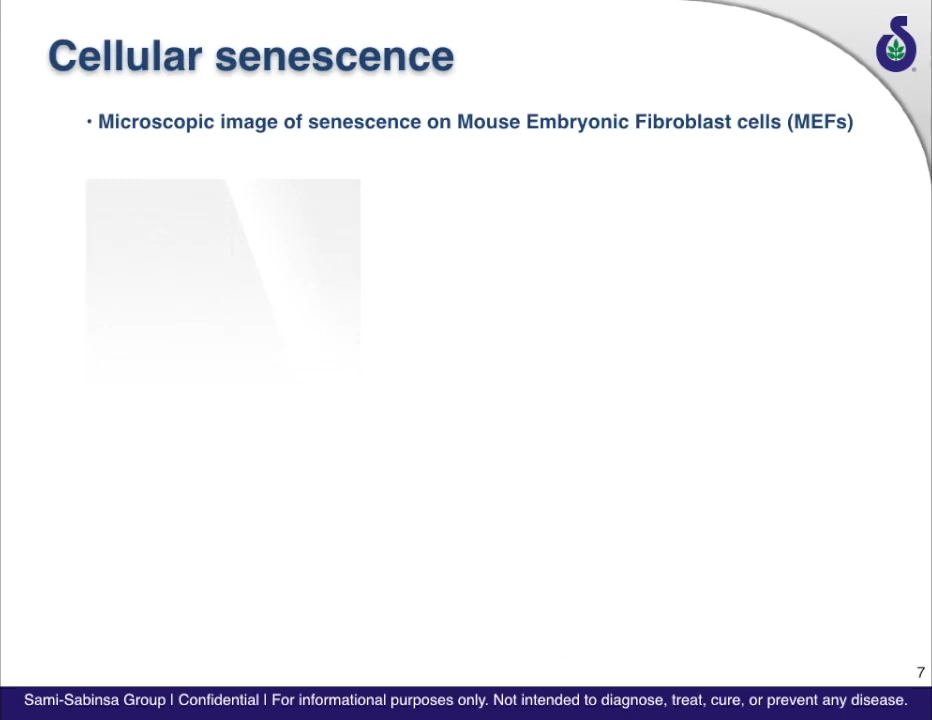 Cellular senescence
• Microscopic image of senescence on Mouse Embryonic Fibroblast cells (MEFs)
7
Sami-Sabinsa Group | Confidential | For informational purposes only. Not intended to diagnose, treat, cure, or prevent any disease.